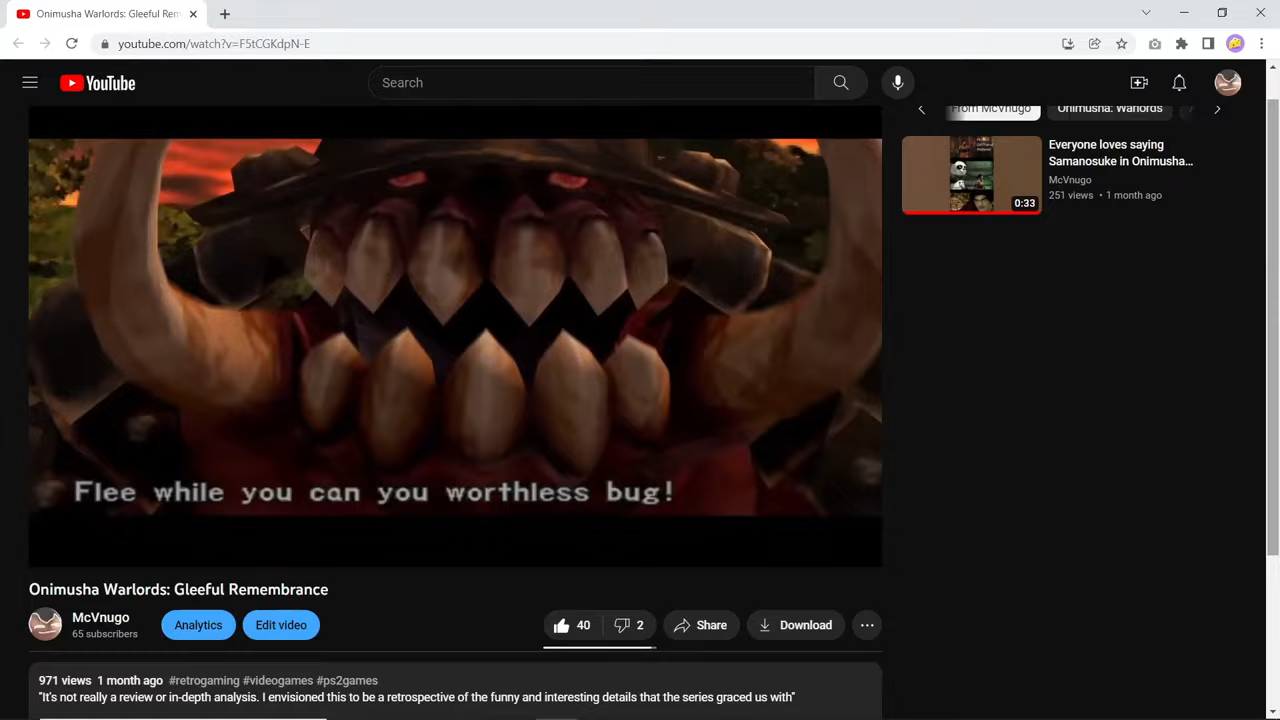 Onimusha Warlords: Gleeful Rem
youtube.com/watch?v=F5tCGKdpN-E
YouTube
Search
From McVnugo
Onimusha: Warlords
Everyone loves saying
Samanosuke in Onimusha...
McVnugo
251 views • 1 month ago
0:33
Flee while you can you worthless bug!
Onimusha Warlords: Gleeful Remembrance
McVnugo
65 subscribers
Analytics
Edit video
40
2
Share
Download
971 views 1 month ago #retrogaming #videogames #ps2games
"It's not really a review or in-depth analysis. I envisioned this to be a retrospective of the funny and interesting details that the series graced us with"